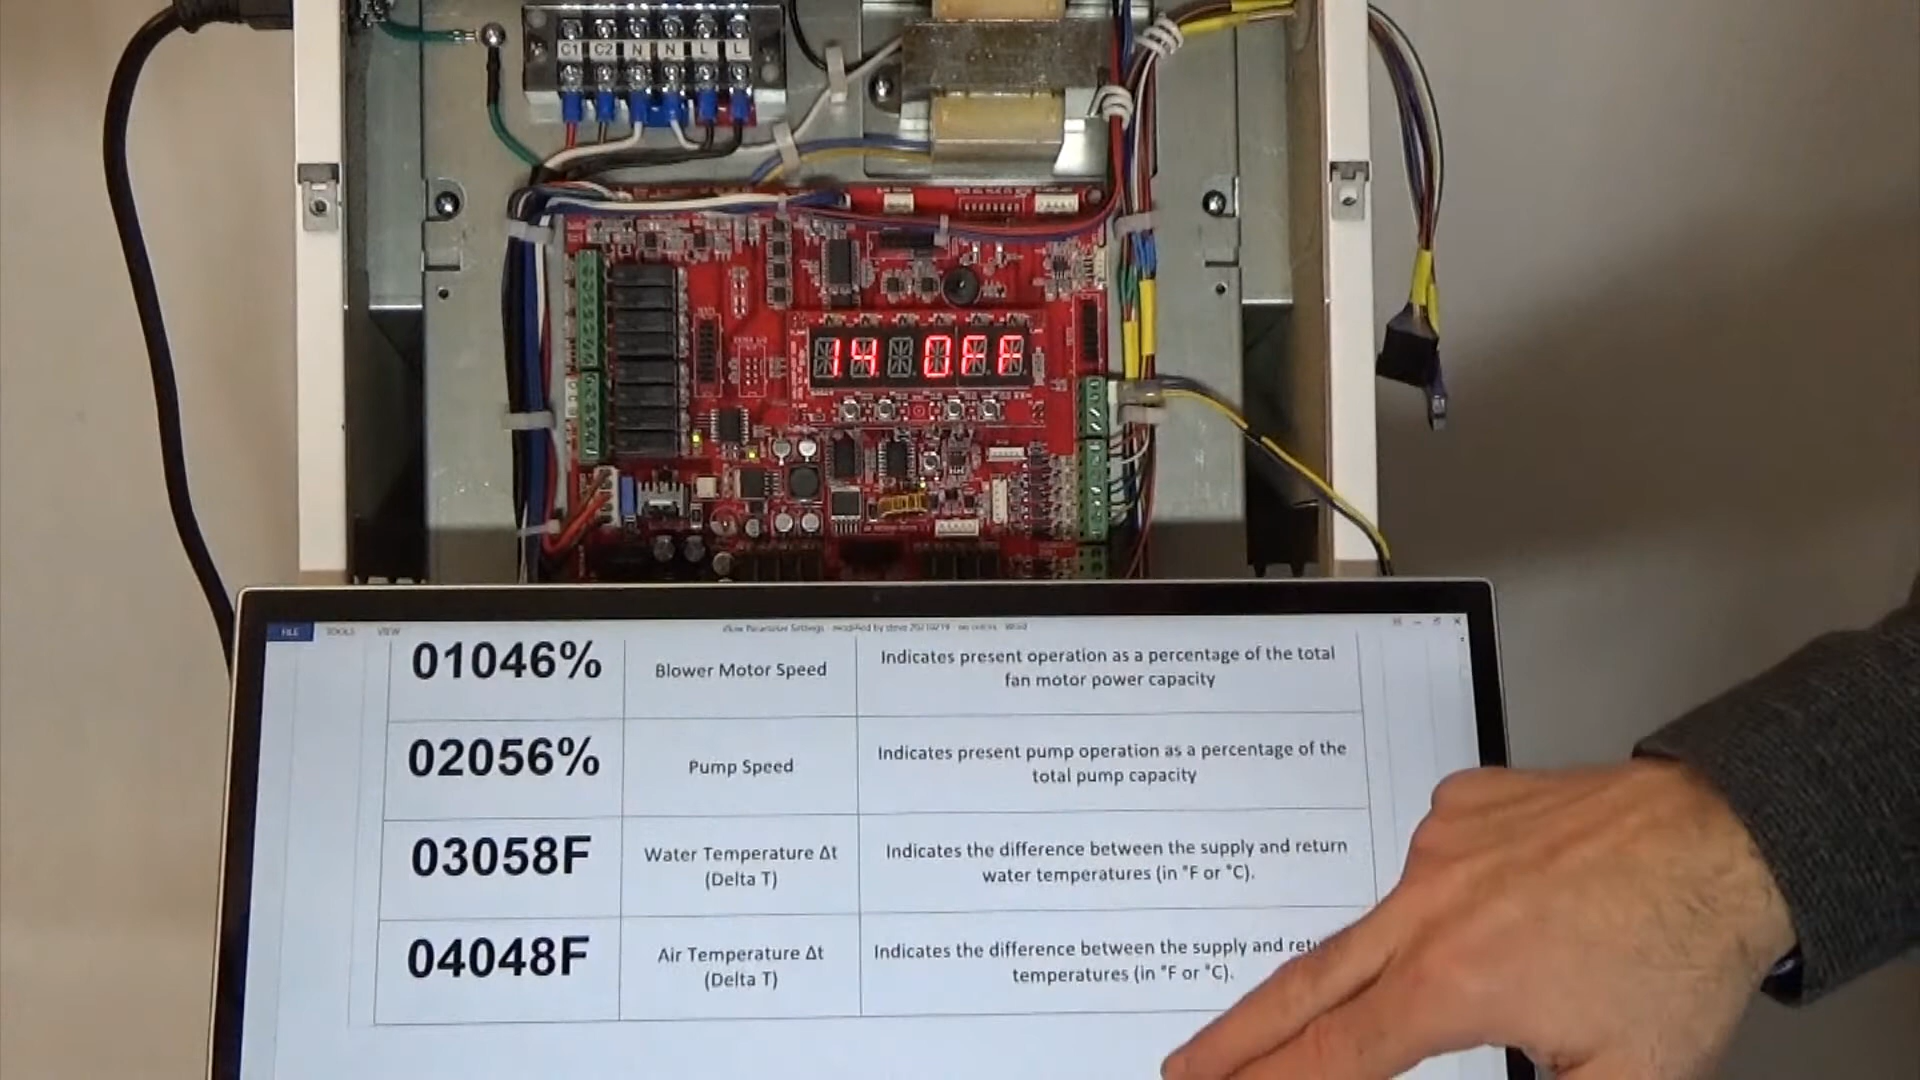 C1 C2 N N L L
14 OFF
FILE TOOLS VIEW
01046%
Blower Motor Speed
Indicates present operation as a percentage of the total
fan motor power capacity
02056%
Pump Speed
Indicates present pump operation as a percentage of the
total pump capacity
03058F
Water Temperature Δt
(Delta T)
Indicates the difference between the supply and return
water temperatures (in °F or °C).
04048F
Air Temperature Δt
(Delta T)
Indicates the difference between the supply and
temperatures (in °F or °C).